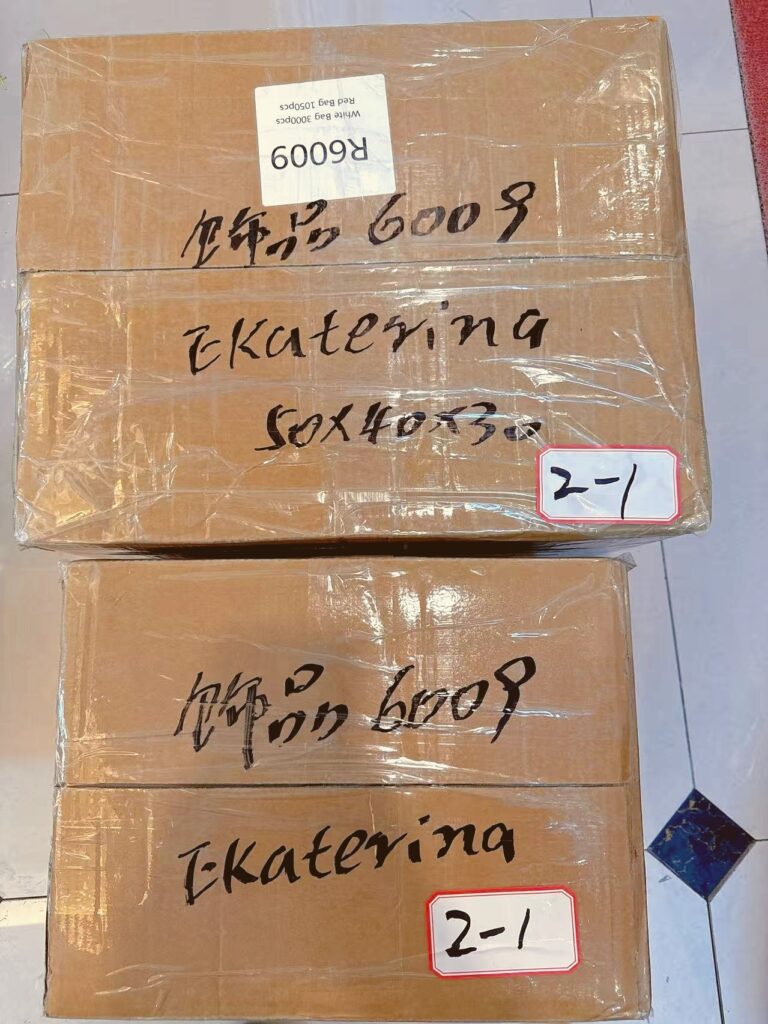 R6009
White Bag 3000pcs
Red Bag 1050pcs
饰品 6009
Ekaterina
50X40X30
2-1
饰品 6009
Ekaterina
2-1